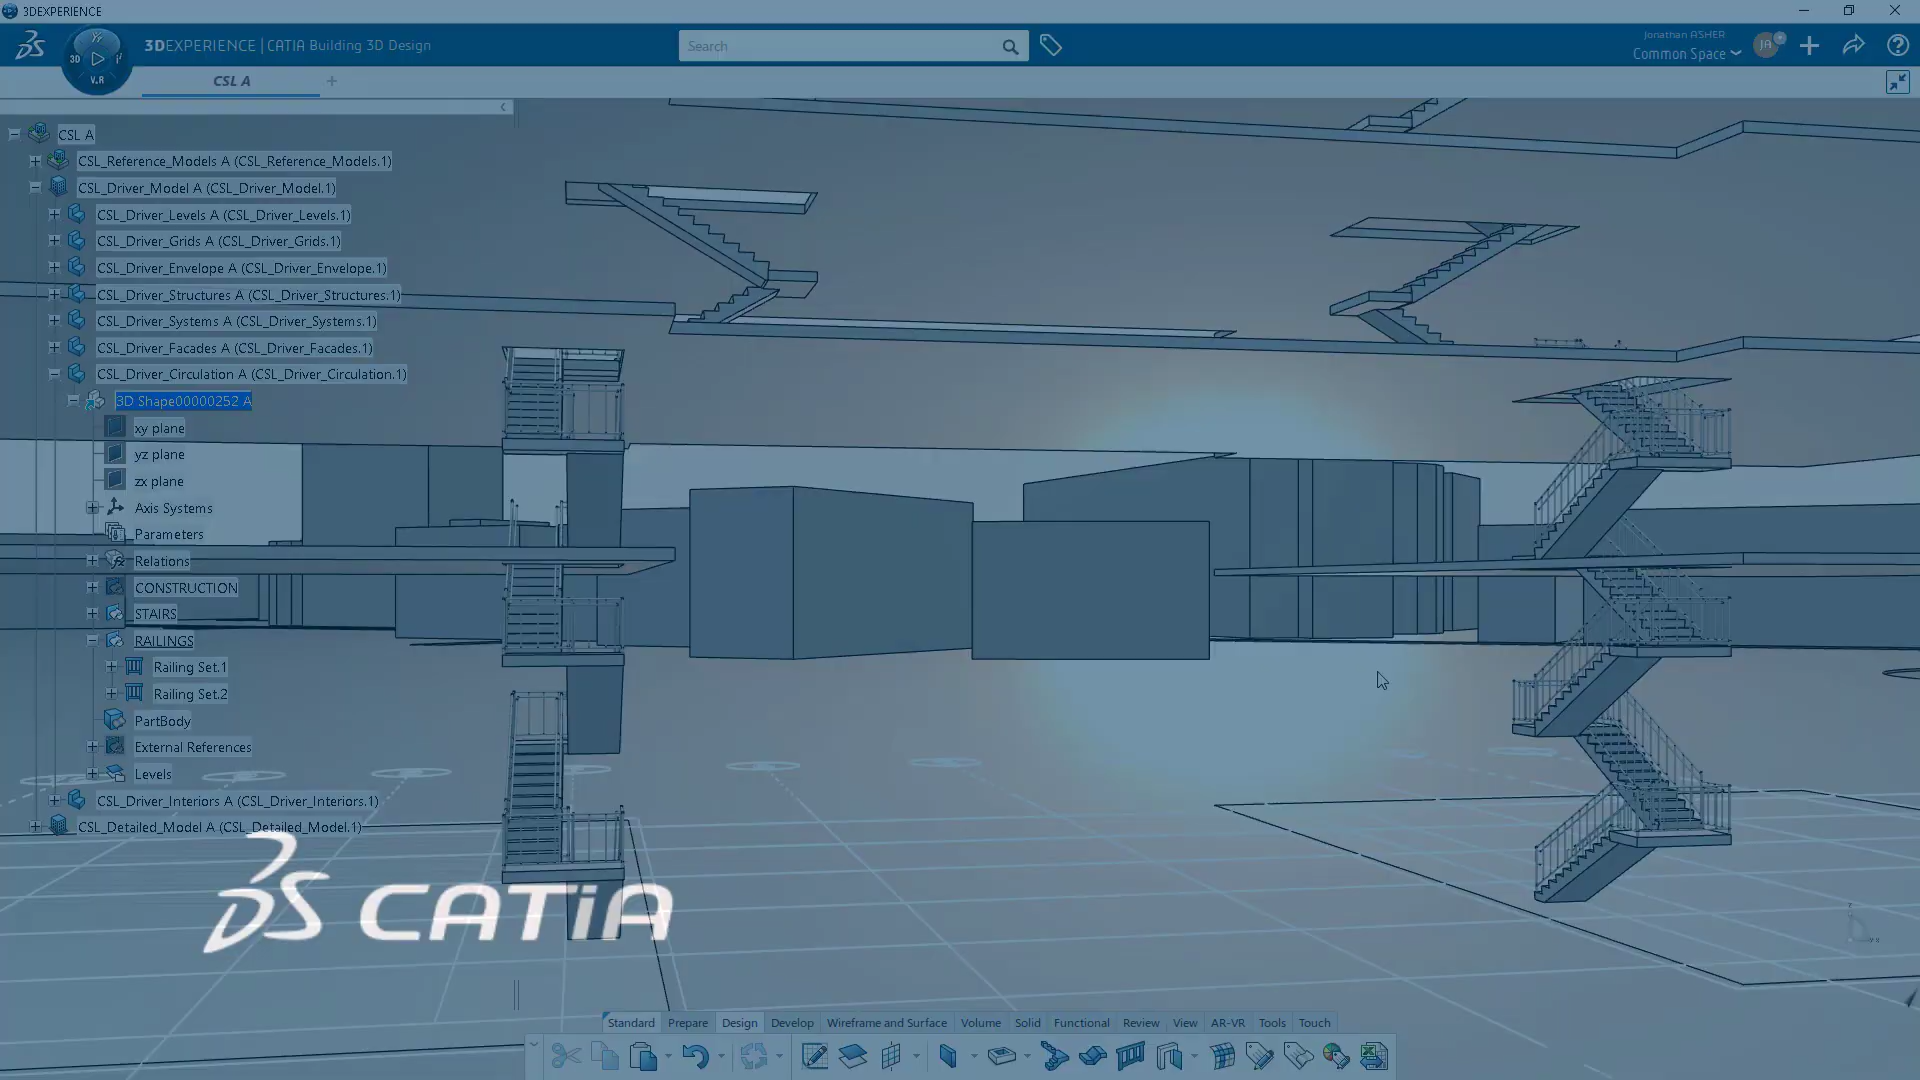 3DEXPERIENCE
3DEXPERIENCE | CATIA Building 3D Design
Search
Jonathan ASHER
Common Space
JA
3D
V.R
CSL A
CSL A
CSL_Reference_Models A (CSL_Reference_Models.1)
CSL_Driver_Model A (CSL_Driver_Model.1)
CSL_Driver_Levels A (CSL_Driver_Levels.1)
CSL_Driver_Grids A (CSL_Driver_Grids.1)
CSL_Driver_Envelope A (CSL_Driver_Envelope.1)
CSL_Driver_Structures A (CSL_Driver_Structures.1)
CSL_Driver_Systems A (CSL_Driver_Systems.1)
CSL_Driver_Facades A (CSL_Driver_Facades.1)
CSL_Driver_Circulation A (CSL_Driver_Circulation.1)
3D Shape00000252 A
xy plane
yz plane
zx plane
Axis Systems
Parameters
Relations
CONSTRUCTION
STAIRS
RAILINGS
Railing Set.1
Railing Set.2
PartBody
External References
Levels
CSL_Driver_Interiors A (CSL_Driver_Interiors.1)
CSL_Detailed_Model A (CSL_Detailed_Model.1)
CATIA
Standard Prepare Design Develop Wireframe and Surface Volume Solid Functional Review View AR-VR Tools Touch